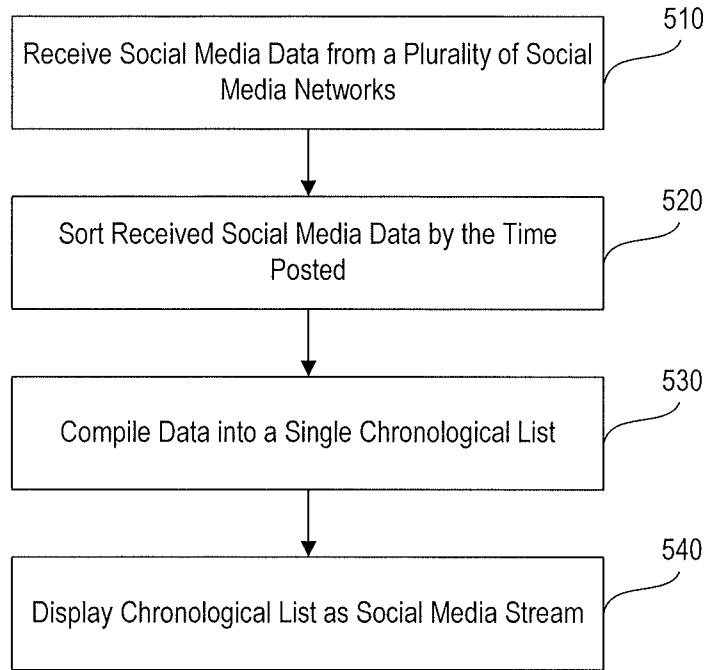 510
Receive Social Media Data from a Plurality of Social
Media Networks
520
Sort Received Social Media Data by the Time
Posted
530
Compile Data into a Single Chronological List
540
Display Chronological List as Social Media Stream